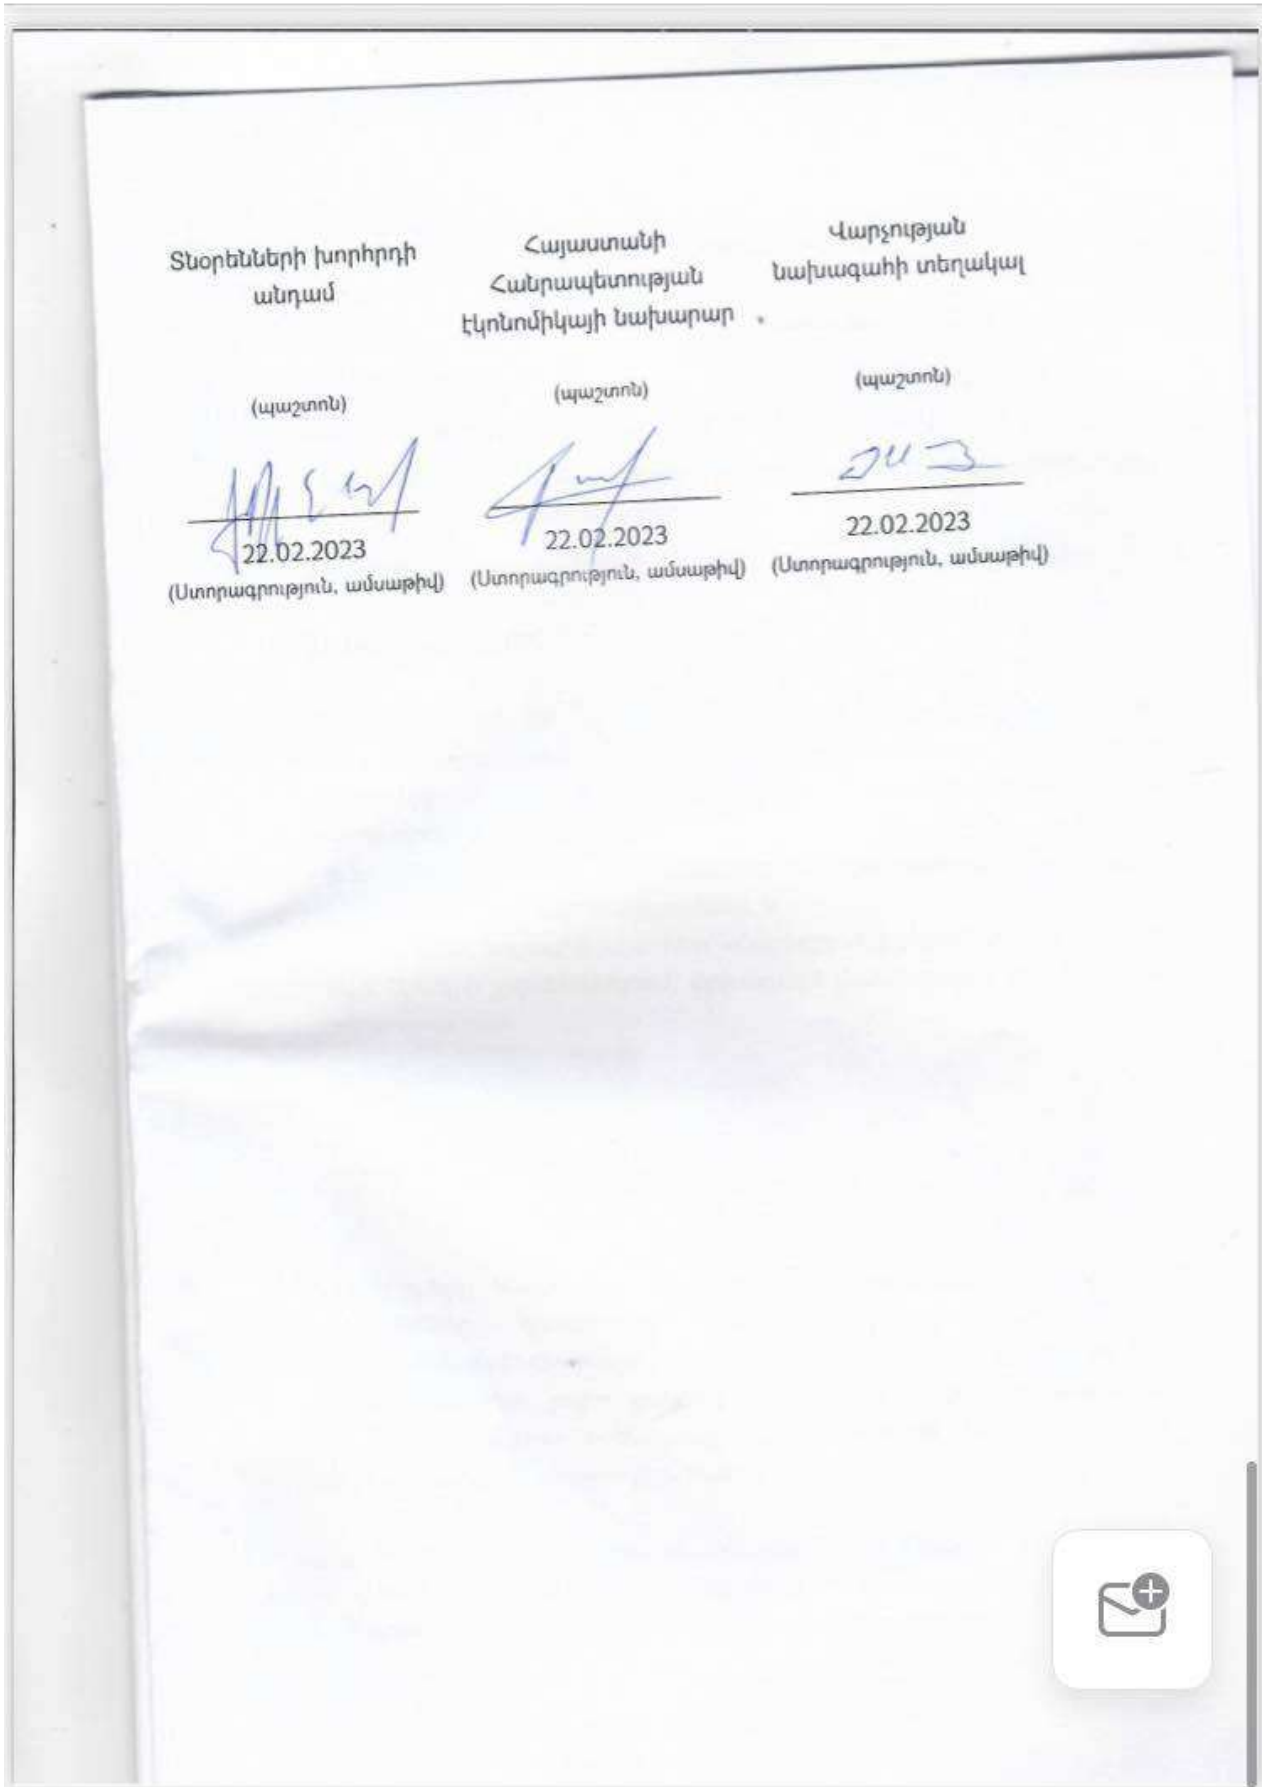 Տնօրենների խորհրդի
անդամ
(պաշտոն)
22.02.2023
(Ստորագրություն, ամսաթիվ)
Հայաստանի
Հանրապետության
էկոնոմիկայի նախարար
(պաշտոն)
22.02.2023
(Ստորագրություն, ամսաթիվ)
Վարչության
նախագահի տեղակալ
(պաշտոն)
22.02.2023
(Ստորագրություն, ամսաթիվ)